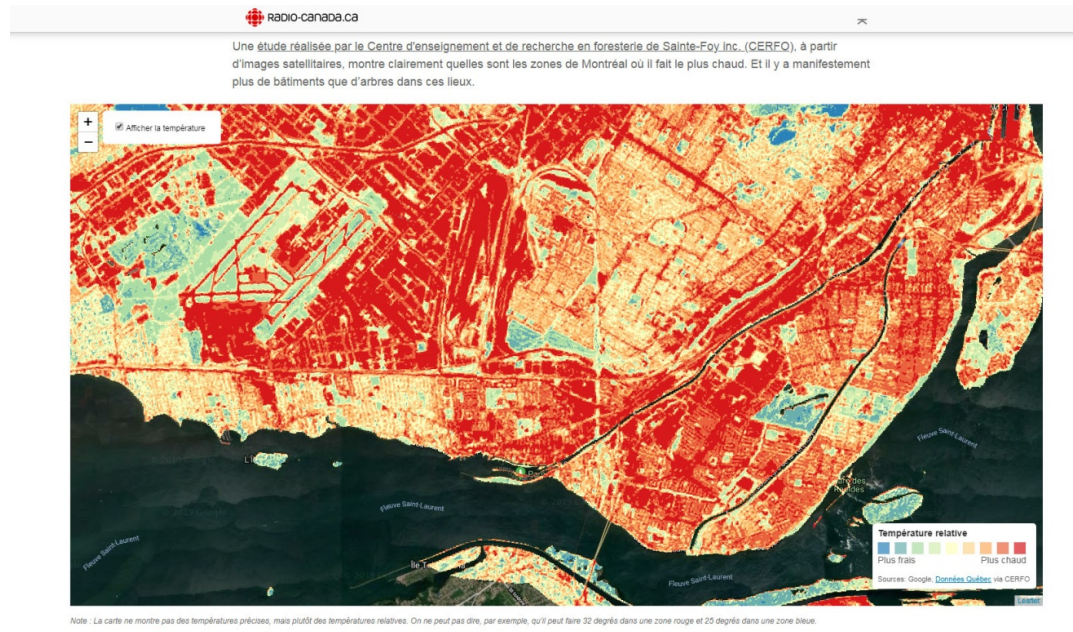 RADIO-CANADA.CA
Une étude réalisée par le Centre d'enseignement et de recherche en foresterie de Sainte-Foy inc. (CERFO), à partir
d'images satellitaires, montre clairement quelles sont les zones de Montréal où il fait le plus chaud. Et il y a manifestement
plus de bâtiments que d'arbres dans ces lieux.
+
−
Afficher la température
Fleuve Saint-Laurent
Fleuve Saint-Laurent
Fleuve Saint-Laurent
Fleuve Saint-Laurent
Température relative
Plus frais Plus chaud
Sources: Google, Données Québec via CERFO
Leaflet
Note : La carte ne montre pas des températures précises, mais plutôt des températures relatives. On ne peut pas dire, par exemple, qu'il peut faire 32 degrés dans une zone rouge et 25 degrés dans une zone bleue.